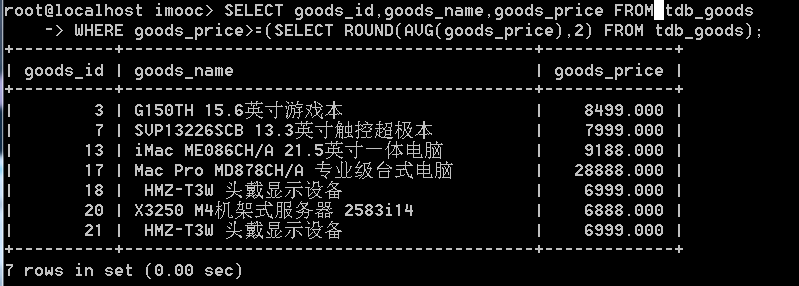 root@localhost imooc> SELECT goods_id,goods_name,goods_price FROM tdb_goods
    -> WHERE goods_price>=(SELECT ROUND(AVG(goods_price),2) FROM tdb_goods);
+----------+----------------------------------+-------------+
| goods_id | goods_name                       | goods_price |
+----------+----------------------------------+-------------+
|        3 | G150TH 15.6英寸游戏本            |    8499.000 |
|        7 | SVP13226SCB 13.3英寸触控超极本   |    7999.000 |
|       13 | iMac ME086CH/A 21.5英寸一体电脑  |    9188.000 |
|       17 | Mac Pro MD878CH/A 专业级台式电脑 |   28888.000 |
|       18 |  HMZ-T3W 头戴显示设备            |    6999.000 |
|       20 | X3250 M4机架式服务器 2583i14     |    6888.000 |
|       21 |  HMZ-T3W 头戴显示设备            |    6999.000 |
+----------+----------------------------------+-------------+
7 rows in set (0.00 sec)